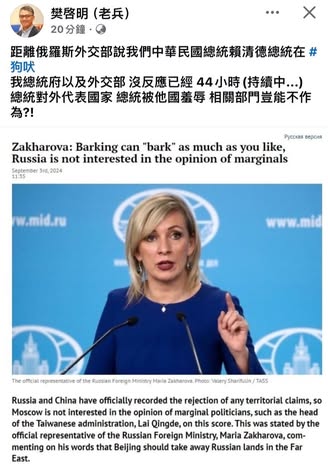 樊啓明 (老兵)
20分鐘 ·
距離俄羅斯外交部說我們中華民國總統賴清德總統在 #
狗吠
我總統府以及外交部 沒反應已經 44小時 (持續中...)
總統對外代表國家 總統被他國羞辱 相關部門豈能不作
為?!
Русская версия
Zakharova: Barking can "bark" as much as you like,
Russia is not interested in the opinion of marginals
September 3rd, 2024
11:35
www.mid.ru
www.mid
The official representative of the Russian Foreign Ministry Maria Zakharova. Photo: Valery Sharifulin / TASS
Russia and China have officially recorded the rejection of any territorial claims, so
Moscow is not interested in the opinion of marginal politicians, such as the head
of the Taiwanese administration, Lai Qingde, on this score. This was stated by the
official representative of the Russian Foreign Ministry, Maria Zakharova, com-
menting on his words that Beijing should take away Russian lands in the Far
East.